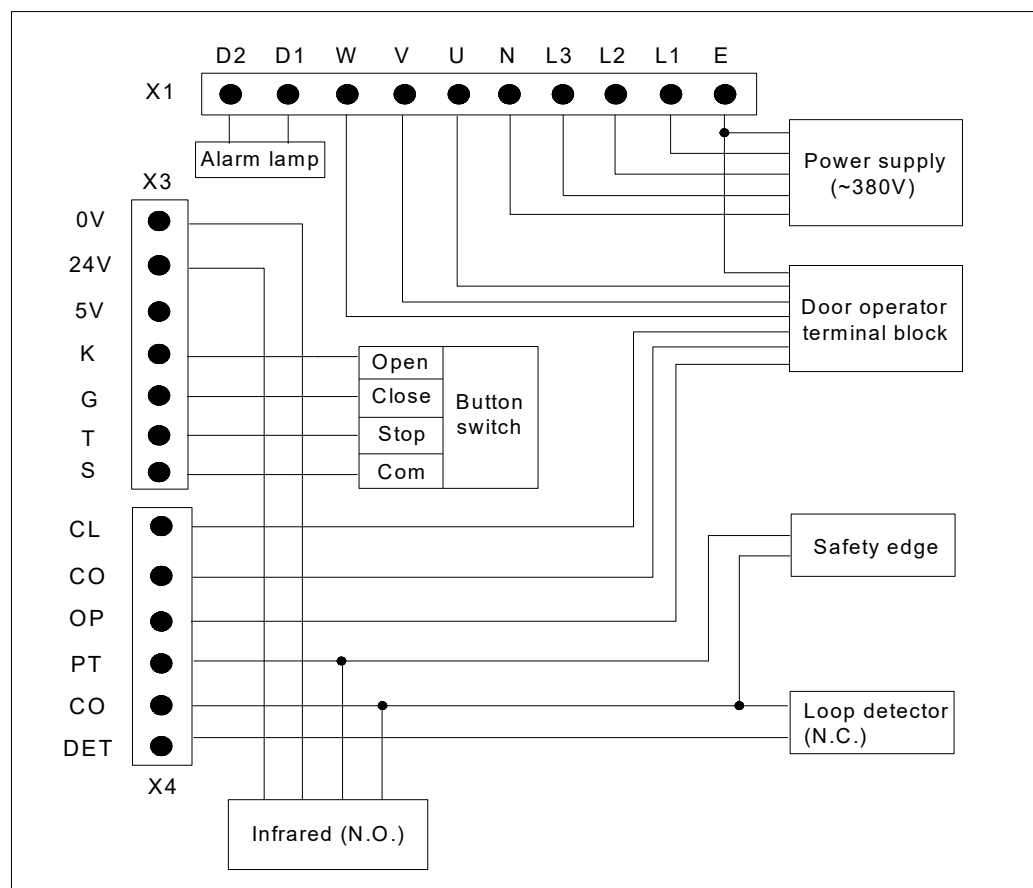 D2 D1 W V U N L3 L2 L1 E
X1
Alarm lamp
Power supply
(~380V)
X3
0V
24V
5V
K
G
T
S
Door operator
terminal block
Open
Close
Stop
Com
Button
switch
CL
CO
OP
PT
CO
DET
X4
Safety edge
Loop detector
(N.C.)
Infrared (N.O.)